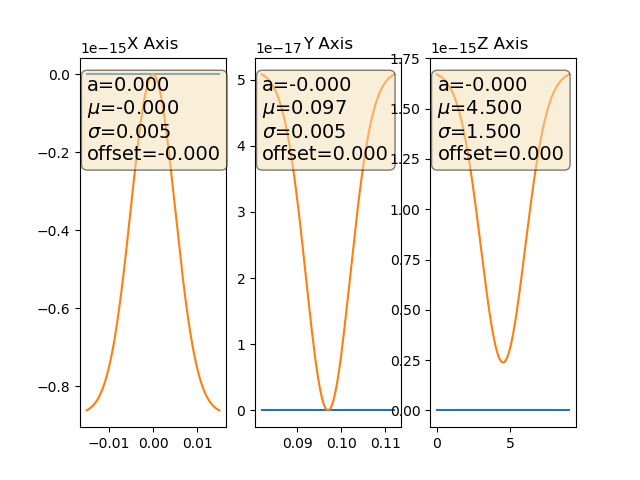 1e−15 X Axis
a=0.000
μ=-0.000
σ=0.005
offset=-0.000
0.0
−0.2
−0.4
−0.6
−0.8
−0.01 0.00 0.01
1e−17 Y Axis
a=-0.000
μ=0.097
σ=0.005
offset=0.000
5
4
3
2
1
0
0.09 0.10 0.11
1e−15 Z Axis
a=-0.000
μ=4.500
σ=1.500
offset=0.000
1.75
1.50
1.25
1.00
0.75
0.50
0.25
0.00
0 5